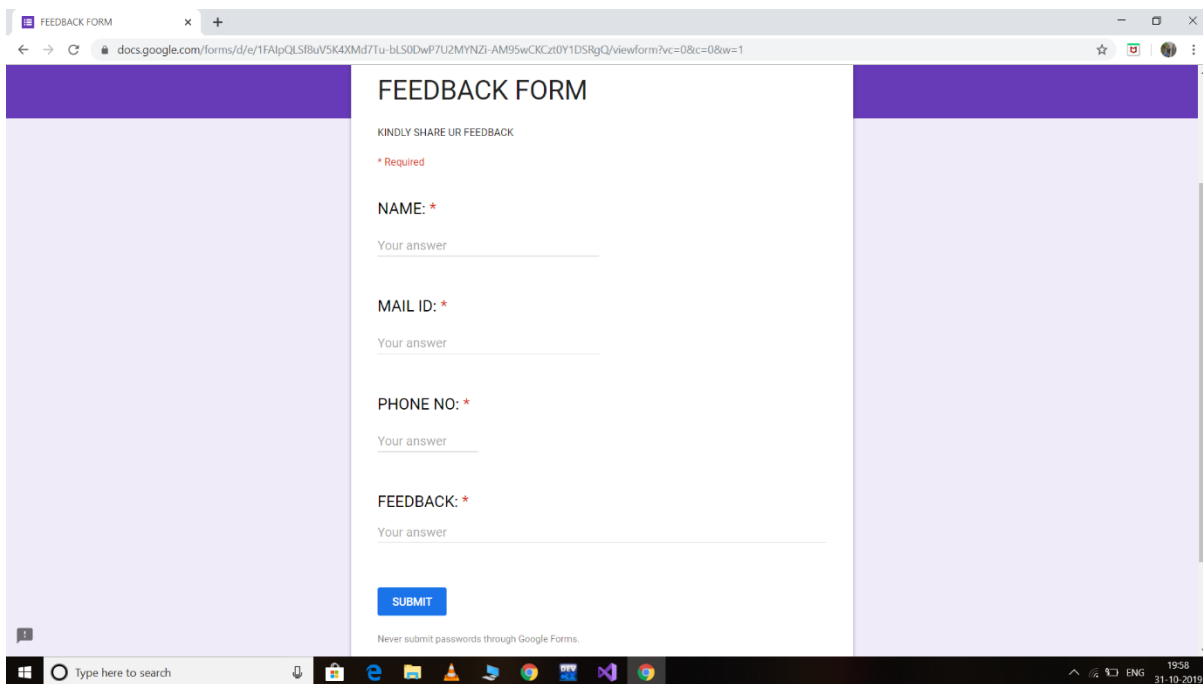 FEEDBACK FORM
docs.google.com/forms/d/e/1FAIpQLSf8uV5K4XMd7Tu-bLS0DwP7U2MYNZi-AM95wCKCzt0Y1DSRgQ/viewform?vc=0&c=0&w=1
FEEDBACK FORM
KINDLY SHARE UR FEEDBACK
* Required
NAME: *
Your answer
MAIL ID: *
Your answer
PHONE NO: *
Your answer
FEEDBACK: *
Your answer
SUBMIT
Never submit passwords through Google Forms.
Type here to search
DEV
ENG
19:58
31-10-2019